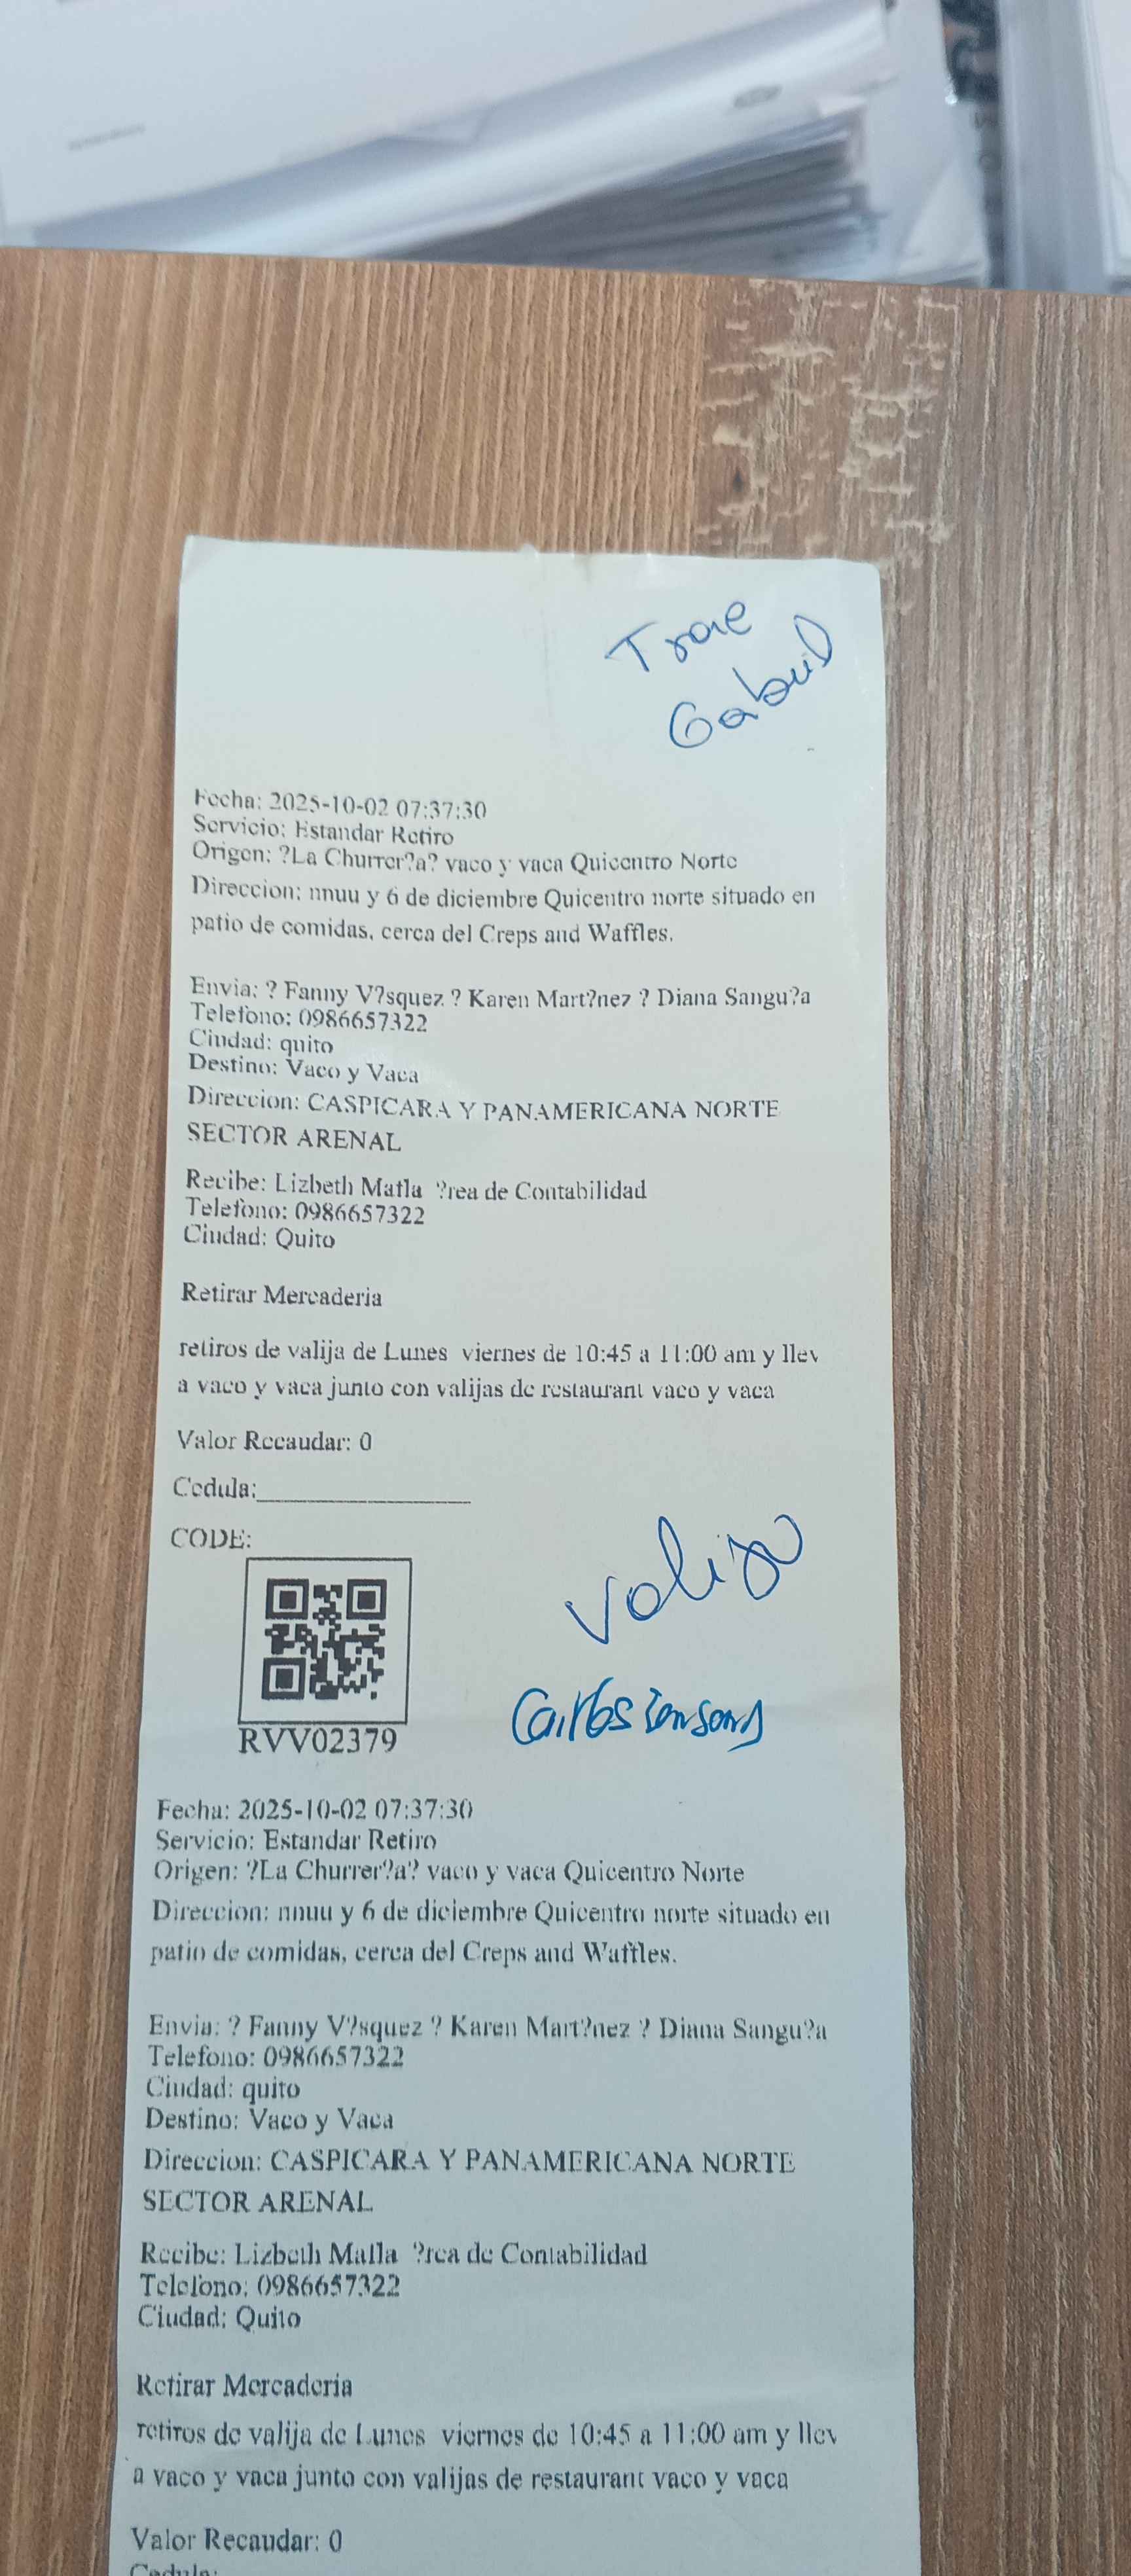 Trae
Gabriel
Fecha: 2025-10-02 07:37:30
Servicio: Estandar Retiro
Origen: ?La Churrer?a? vaco y vaca Quicentro Norte
Direccion: nnuu y 6 de diciembre Quicentro norte situado en
patio de comidas, cerca del Creps and Waffles.
Envia: ? Fanny V?squez ? Karen Mart?nez ? Diana Sangu?a
Telefono: 0986657322
Ciudad: quito
Destino: Vaco y Vaca
Direccion: CASPICARA Y PANAMERICANA NORTE
SECTOR ARENAL
Recibe: Lizbeth Matla ?rea de Contabilidad
Telefono: 0986657322
Ciudad: Quito
Retirar Mercaderia
retiros de valija de Lunes viernes de 10:45 a 11:00 am y llev
a vaco y vaca junto con valijas de restaurant vaco y vaca
Valor Recaudar: 0
Cedula:
CODE:
Valija
RVV02379
Carlos
Fecha: 2025-10-02 07:37:30
Servicio: Estandar Retiro
Origen: ?La Churrer?a? vaco y vaca Quicentro Norte
Direccion: nnuu y 6 de diciembre Quicentro norte situado en
patio de comidas, cerca del Creps and Waffles.
Envia: ? Fanny V?squez ? Karen Mart?nez ? Diana Sangu?a
Telefono: 0986657322
Ciudad: quito
Destino: Vaco y Vaca
Direccion: CASPICARA Y PANAMERICANA NORTE
SECTOR ARENAL
Recibe: Lizbeth Matla ?rea de Contabilidad
Telefono: 0986657322
Ciudad: Quito
Retirar Mercaderia
retiros de valija de Lunes viernes de 10:45 a 11:00 am y llev
a vaco y vaca junto con valijas de restaurant vaco y vaca
Valor Recaudar: 0
Cedula: